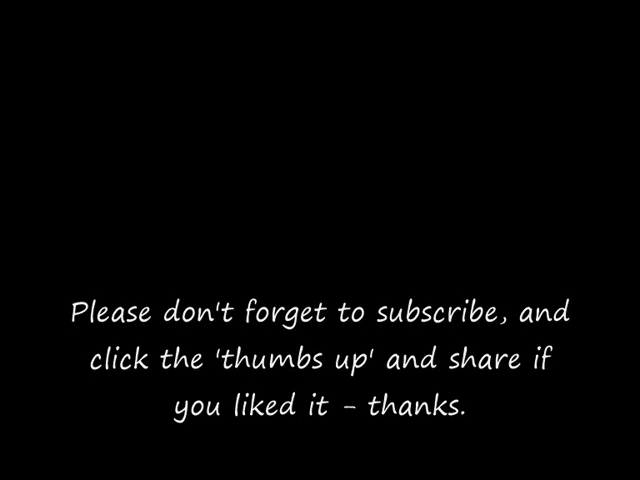 Please don't forget to subscribe, and
click the 'thumbs up' and share if
you liked it - thanks.